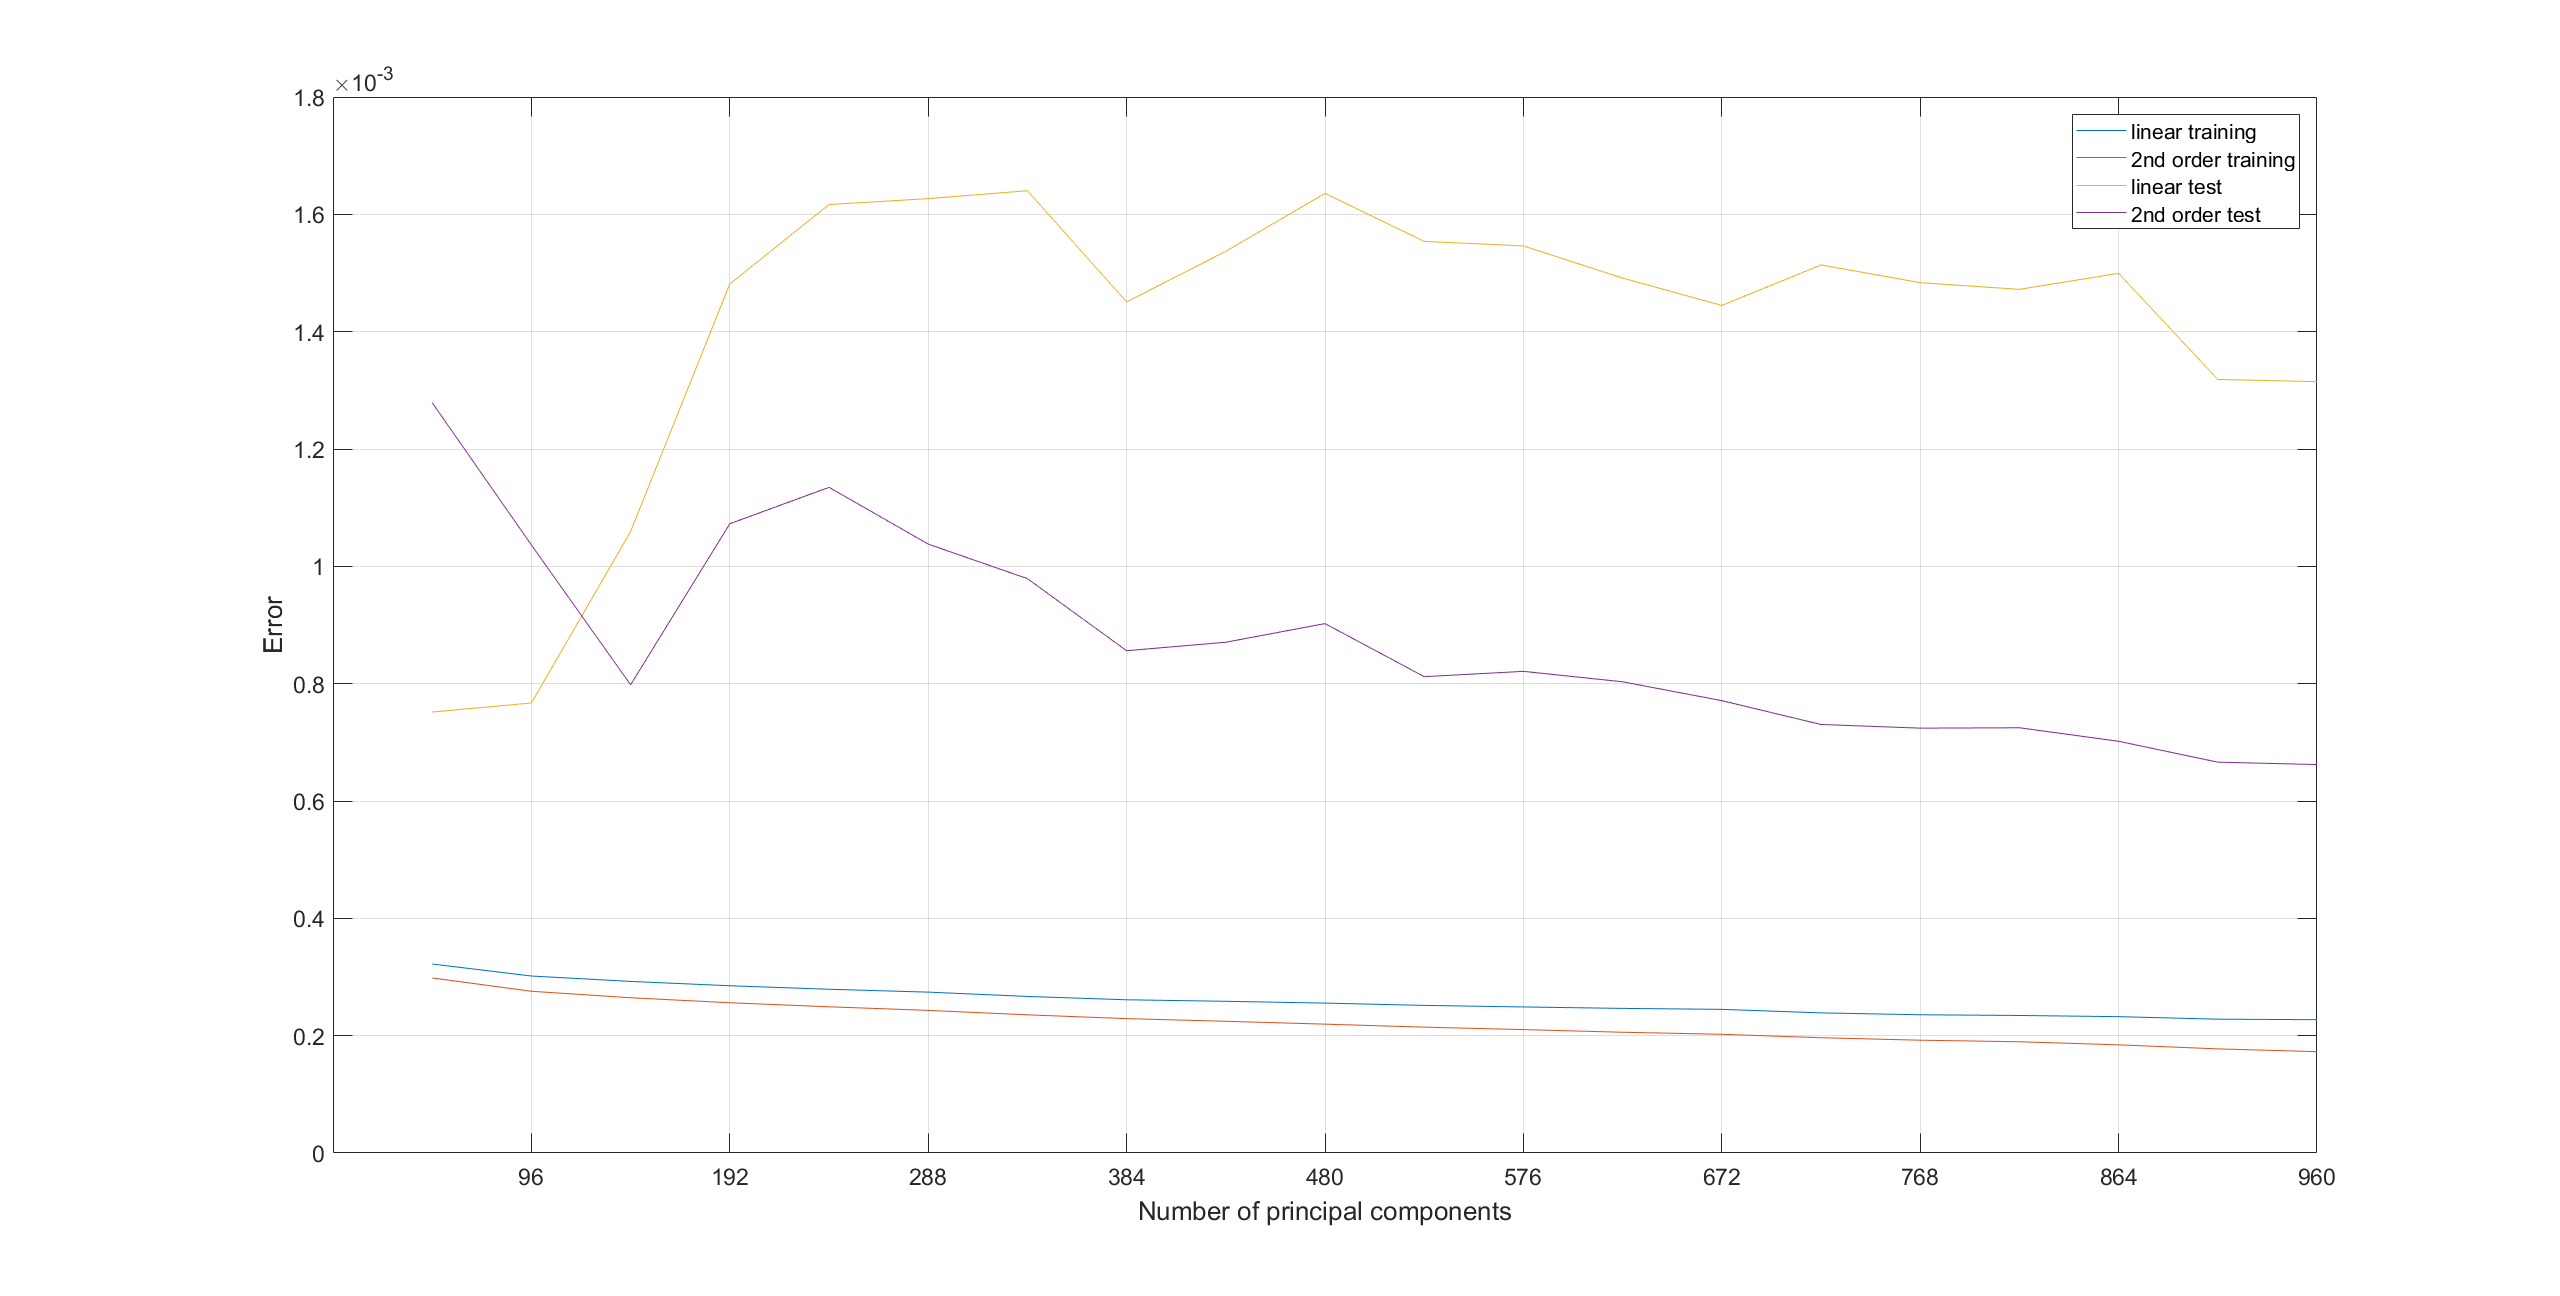 ×10-3
1.8
1.6
1.4
1.2
1
0.8
0.6
0.4
0.2
0
Error
linear training
2nd order training
linear test
2nd order test
96 192 288 384 480 576 672 768 864 960
Number of principal components